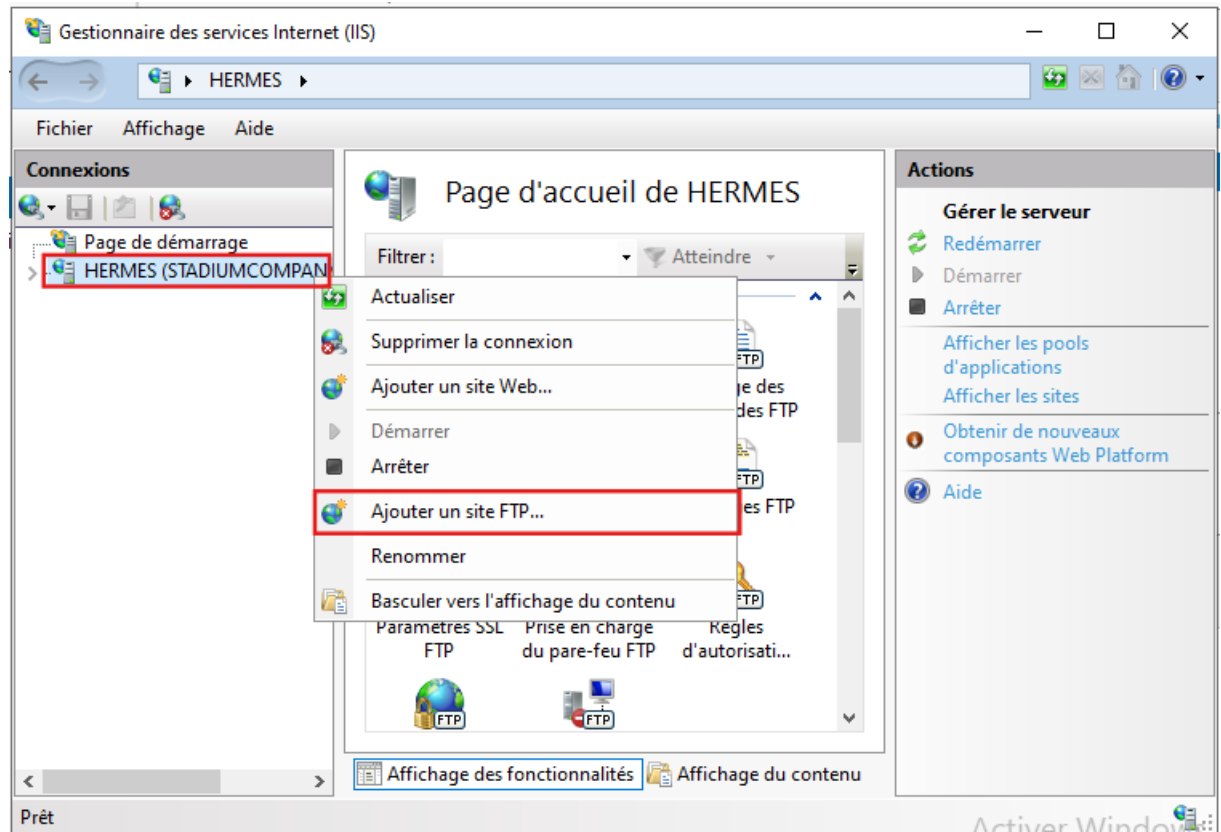 Gestionnaire des services Internet (IIS)
HERMES
Fichier Affichage Aide
Connexions
Page de démarrage
HERMES (STADIUMCOMPAN
Page d'accueil de HERMES
Filtrer :
Atteindre
Actualiser
Supprimer la connexion
Ajouter un site Web...
Démarrer
Arrêter
Ajouter un site FTP...
Renommer
Basculer vers l'affichage du contenu
FTP
des
des FTP
FTP
es FTP
FTP
Paramètres SSL FTP
Prise en charge du pare-feu FTP
Règles d'autorisati...
FTP
FTP
Affichage des fonctionnalités
Affichage du contenu
Actions
Gérer le serveur
Redémarrer
Démarrer
Arrêter
Afficher les pools
d'applications
Afficher les sites
Obtenir de nouveaux
composants Web Platform
Aide
Prêt
Activer Windows